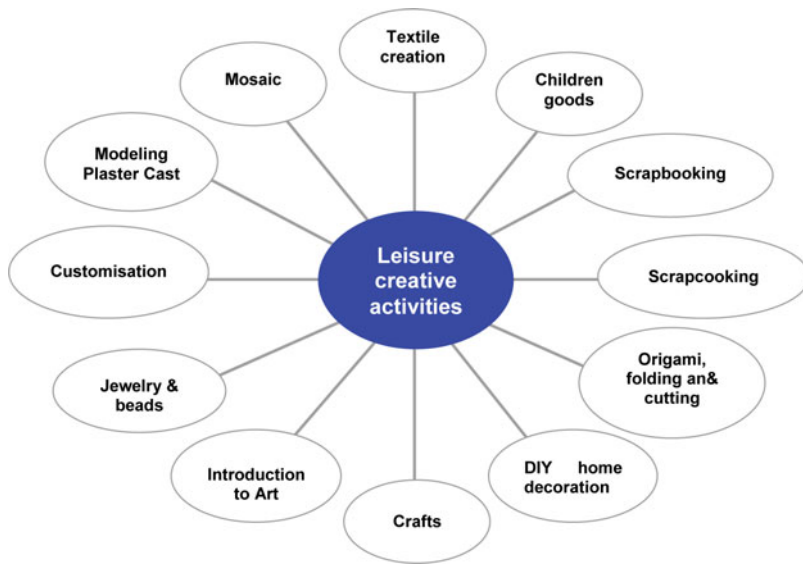 Textile
creation
Children
goods
Scrapbooking
Scrapcooking
Origami,
folding an&
cutting
DIY home
decoration
Crafts
Introduction
to Art
Jewelry &
beads
Customisation
Modeling
Plaster Cast
Mosaic
Leisure
creative
activities